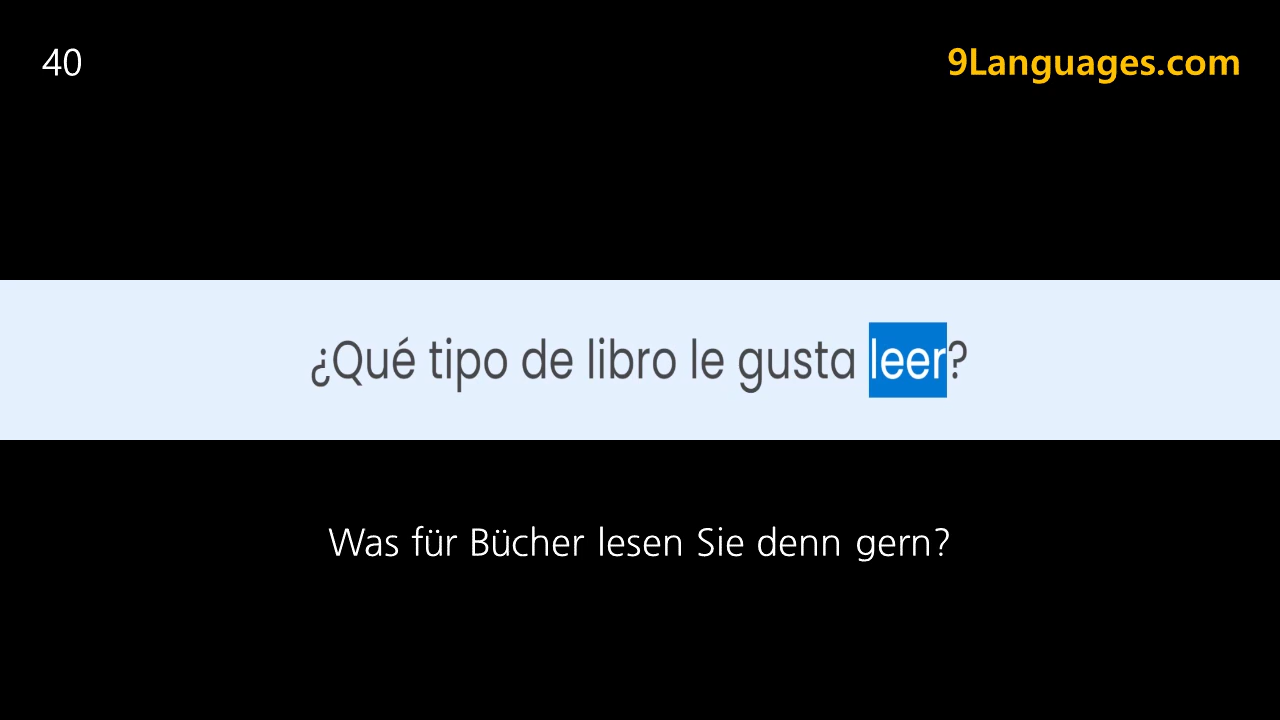 40
9Languages.com
¿Qué tipo de libro le gusta leer?
Was für Bücher lesen Sie denn gern?